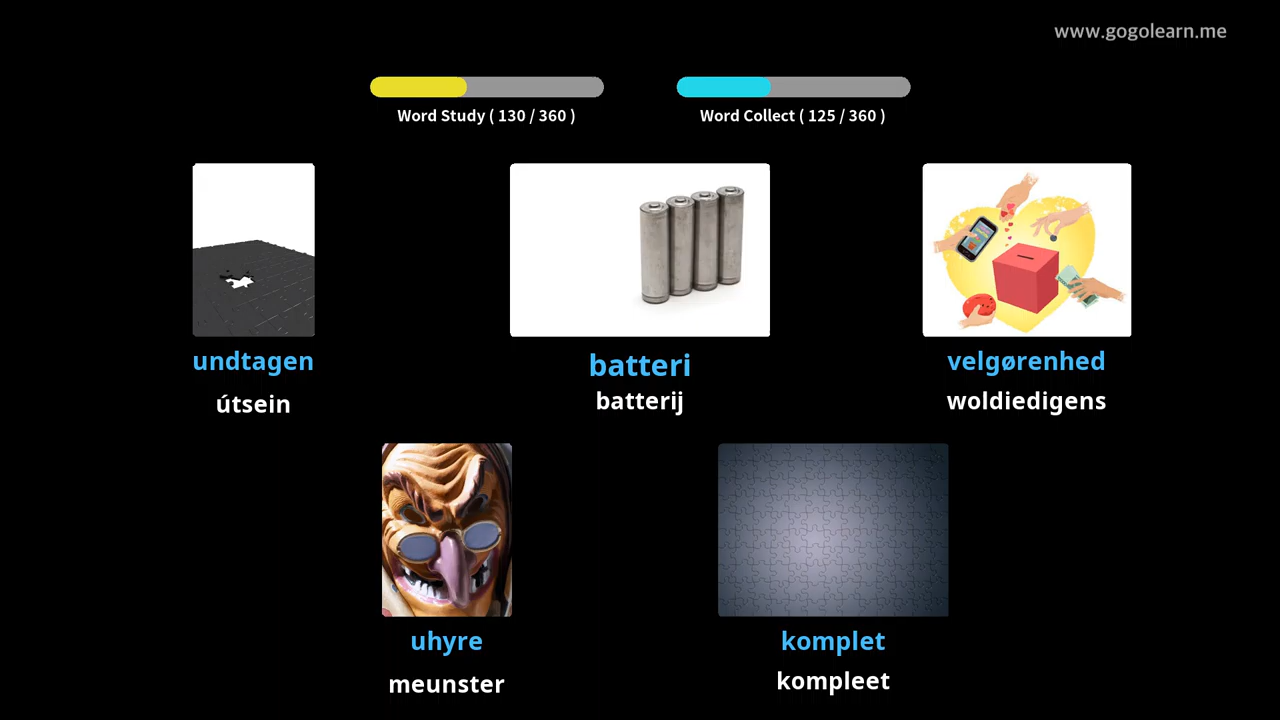 www.gogolearn.me
Word Study ( 130 / 360 )
Word Collect ( 125 / 360 )
undtagen
útsein
batteri
batterij
velgørenhed
woldiedigens
uhyre
meunster
komplet
kompleet